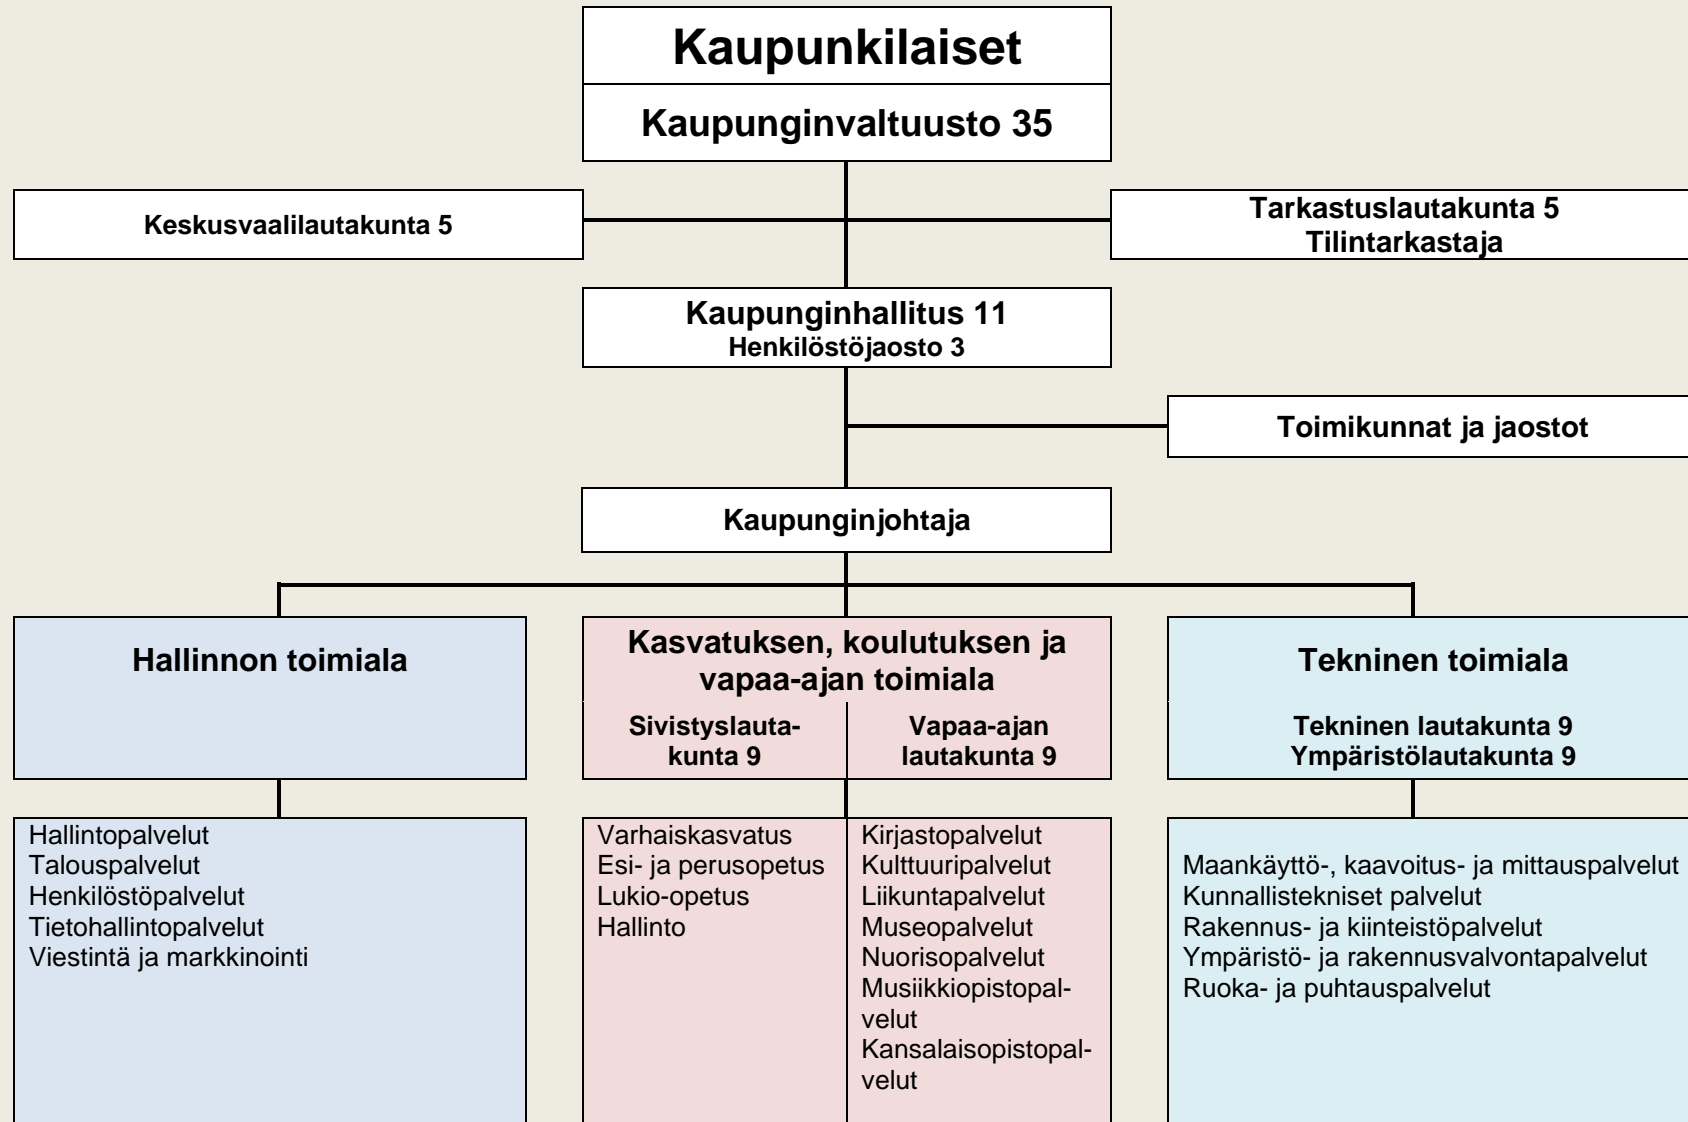 Kaupunkilaiset
Kaupunginvaltuusto 35
Keskusvaalilautakunta 5
Tarkastuslautakunta 5
Tilintarkastaja
Kaupunginhallitus 11
Henkilöstöjaosto 3
Toimikunnat ja jaostot
Kaupunginjohtaja
Hallinnon toimiala
Kasvatuksen, koulutuksen ja
vapaa-ajan toimiala
Sivistyslauta-
kunta 9
Vapaa-ajan
lautakunta 9
Tekninen toimiala
Tekninen lautakunta 9
Ympäristölautakunta 9
Hallintopalvelut
Talouspalvelut
Henkilöstöpalvelut
Tietohallintopalvelut
Viestintä ja markkinointi
Varhaiskasvatus
Esi- ja perusopetus
Lukio-opetus
Hallinto
Kirjastopalvelut
Kulttuuripalvelut
Liikuntapalvelut
Museopalvelut
Nuorisopalvelut
Musiikkiopistopal-
velut
Kansalaisopistopal-
velut
Maankäyttö-, kaavoitus- ja mittauspalvelut
Kunnallistekniset palvelut
Rakennus- ja kiinteistöpalvelut
Ympäristö- ja rakennusvalvontapalvelut
Ruoka- ja puhtauspalvelut